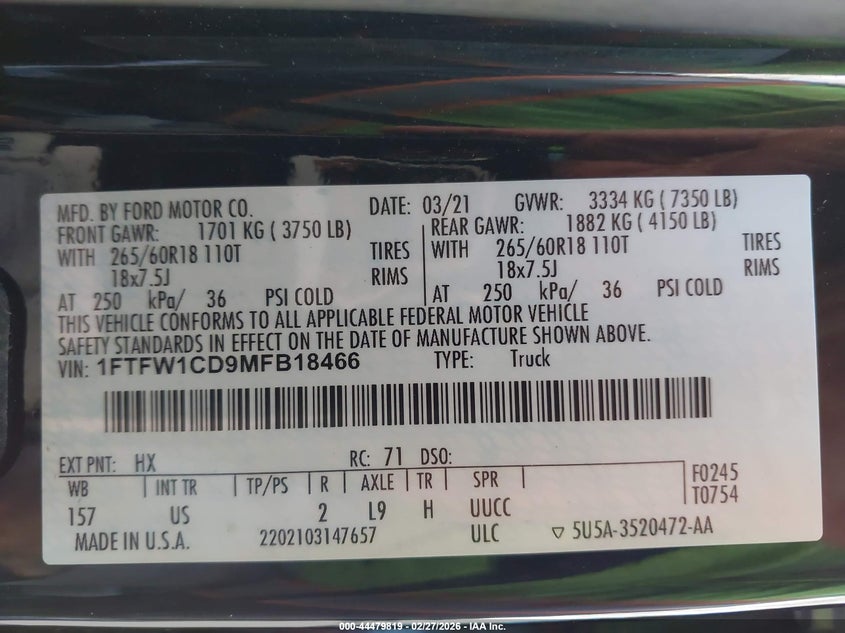 MFD. BY FORD MOTOR CO. DATE: 03/21 GVWR: 3334 KG ( 7350 LB)
FRONT GAWR: 1701 KG ( 3750 LB) REAR GAWR: 1882 KG ( 4150 LB)
WITH 265/60R18 110T TIRES WITH 265/60R18 110T TIRES
18x7.5J RIMS 18x7.5J RIMS
AT 250 kPa/ 36 PSI COLD AT 250 kPa/ 36 PSI COLD
THIS VEHICLE CONFORMS TO ALL APPLICABLE FEDERAL MOTOR VEHICLE
SAFETY STANDARDS IN EFFECT ON THE DATE OF MANUFACTURE SHOWN ABOVE.
VIN: 1FTFW1CD9MFB18466 TYPE: Truck
EXT PNT: HX RC: 71 DSO:
WB INT TR TP/PS R AXLE TR SPR F0245
157 US 2 L9 H UUCC T0754
MADE IN U.S.A. 2202103147657 ULC ▽ 5U5A-3520472-AA
000-44479819 - 02/27/2026 - IAA Inc.